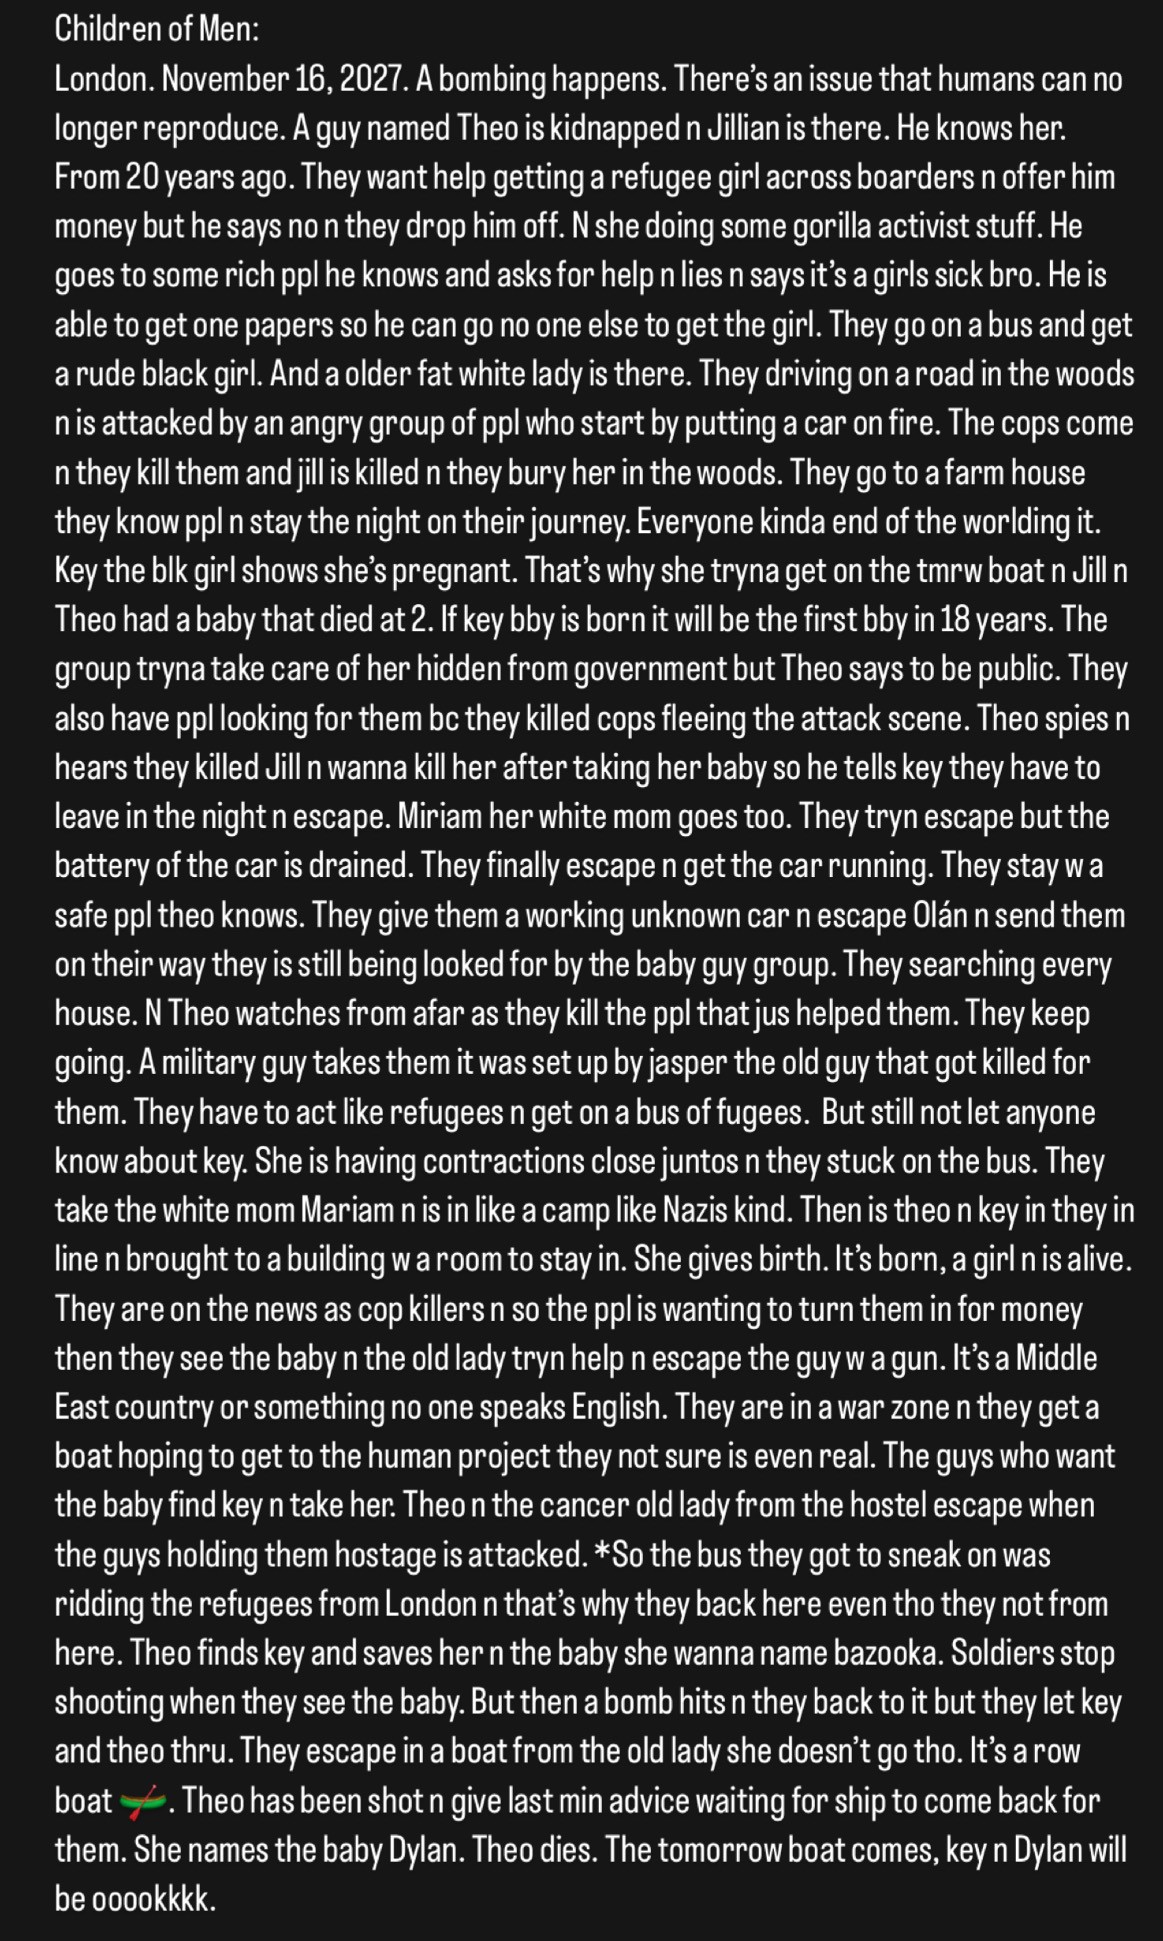 Children of Men:
London. November 16, 2027. A bombing happens. There’s an issue that humans can no
longer reproduce. A guy named Theo is kidnapped n Jillian is there. He knows her.
From 20 years ago. They want help getting a refugee girl across boarders n offer him
money but he says no n they drop him off. N she doing some gorilla activist stuff. He
goes to some rich ppl he knows and asks for help n lies n says it’s a girls sick bro. He is
able to get one papers so he can go no one else to get the girl. They go on a bus and get
a rude black girl. And a older fat white lady is there. They driving on a road in the woods
n is attacked by an angry group of ppl who start by putting a car on fire. The cops come
n they kill them and jill is killed n they bury her in the woods. They go to a farm house
they know ppl n stay the night on their journey. Everyone kinda end of the worlding it.
Key the blk girl shows she’s pregnant. That’s why she tryna get on the tmrw boat n Jill n
Theo had a baby that died at 2. If key bby is born it will be the first bby in 18 years. The
group tryna take care of her hidden from government but Theo says to be public. They
also have ppl looking for them bc they killed cops fleeing the attack scene. Theo spies n
hears they killed Jill n wanna kill her after taking her baby so he tells key they have to
leave in the night n escape. Miriam her white mom goes too. They tryn escape but the
battery of the car is drained. They finally escape n get the car running. They stay w a
safe ppl theo knows. They give them a working unknown car n escape Olán n send them
on their way they is still being looked for by the baby guy group. They searching every
house. N Theo watches from afar as they kill the ppl that jus helped them. They keep
going. A military guy takes them it was set up by jasper the old guy that got killed for
them. They have to act like refugees n get on a bus of fugees.  But still not let anyone
know about key. She is having contractions close juntos n they stuck on the bus. They
take the white mom Mariam n is in like a camp like Nazis kind. Then is theo n key in they in
line n brought to a building w a room to stay in. She gives birth. It’s born, a girl n is alive.
They are on the news as cop killers n so the ppl is wanting to turn them in for money
then they see the baby n the old lady tryn help n escape the guy w a gun. It’s a Middle
East country or something no one speaks English. They are in a war zone n they get a
boat hoping to get to the human project they not sure is even real. The guys who want
the baby find key n take her. Theo n the cancer old lady from the hostel escape when
the guys holding them hostage is attacked. *So the bus they got to sneak on was
ridding the refugees from London n that’s why they back here even tho they not from
here. Theo finds key and saves her n the baby she wanna name bazooka. Soldiers stop
shooting when they see the baby. But then a bomb hits n they back to it but they let key
and theo thru. They escape in a boat from the old lady she doesn’t go tho. It’s a row
boat 🛶. Theo has been shot n give last min advice waiting for ship to come back for
them. She names the baby Dylan. Theo dies. The tomorrow boat comes, key n Dylan will
be ooookkkk.